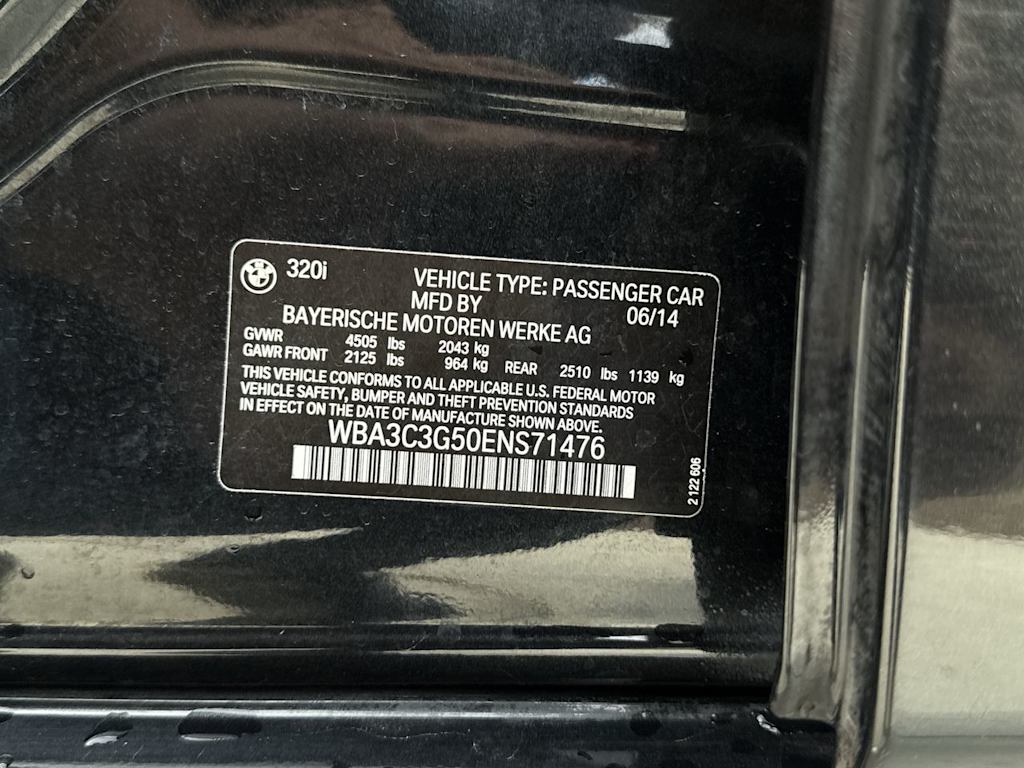 320i VEHICLE TYPE: PASSENGER CAR
MFD BY 06/14
BAYERISCHE MOTOREN WERKE AG
GVWR 4505 lbs 2043 kg
GAWR FRONT 2125 lbs 964 kg REAR 2510 lbs 1139 kg
THIS VEHICLE CONFORMS TO ALL APPLICABLE U.S. FEDERAL MOTOR
VEHICLE SAFETY, BUMPER AND THEFT PREVENTION STANDARDS
IN EFFECT ON THE DATE OF MANUFACTURE SHOWN ABOVE.
WBA3C3G50ENS71476
2 122 606